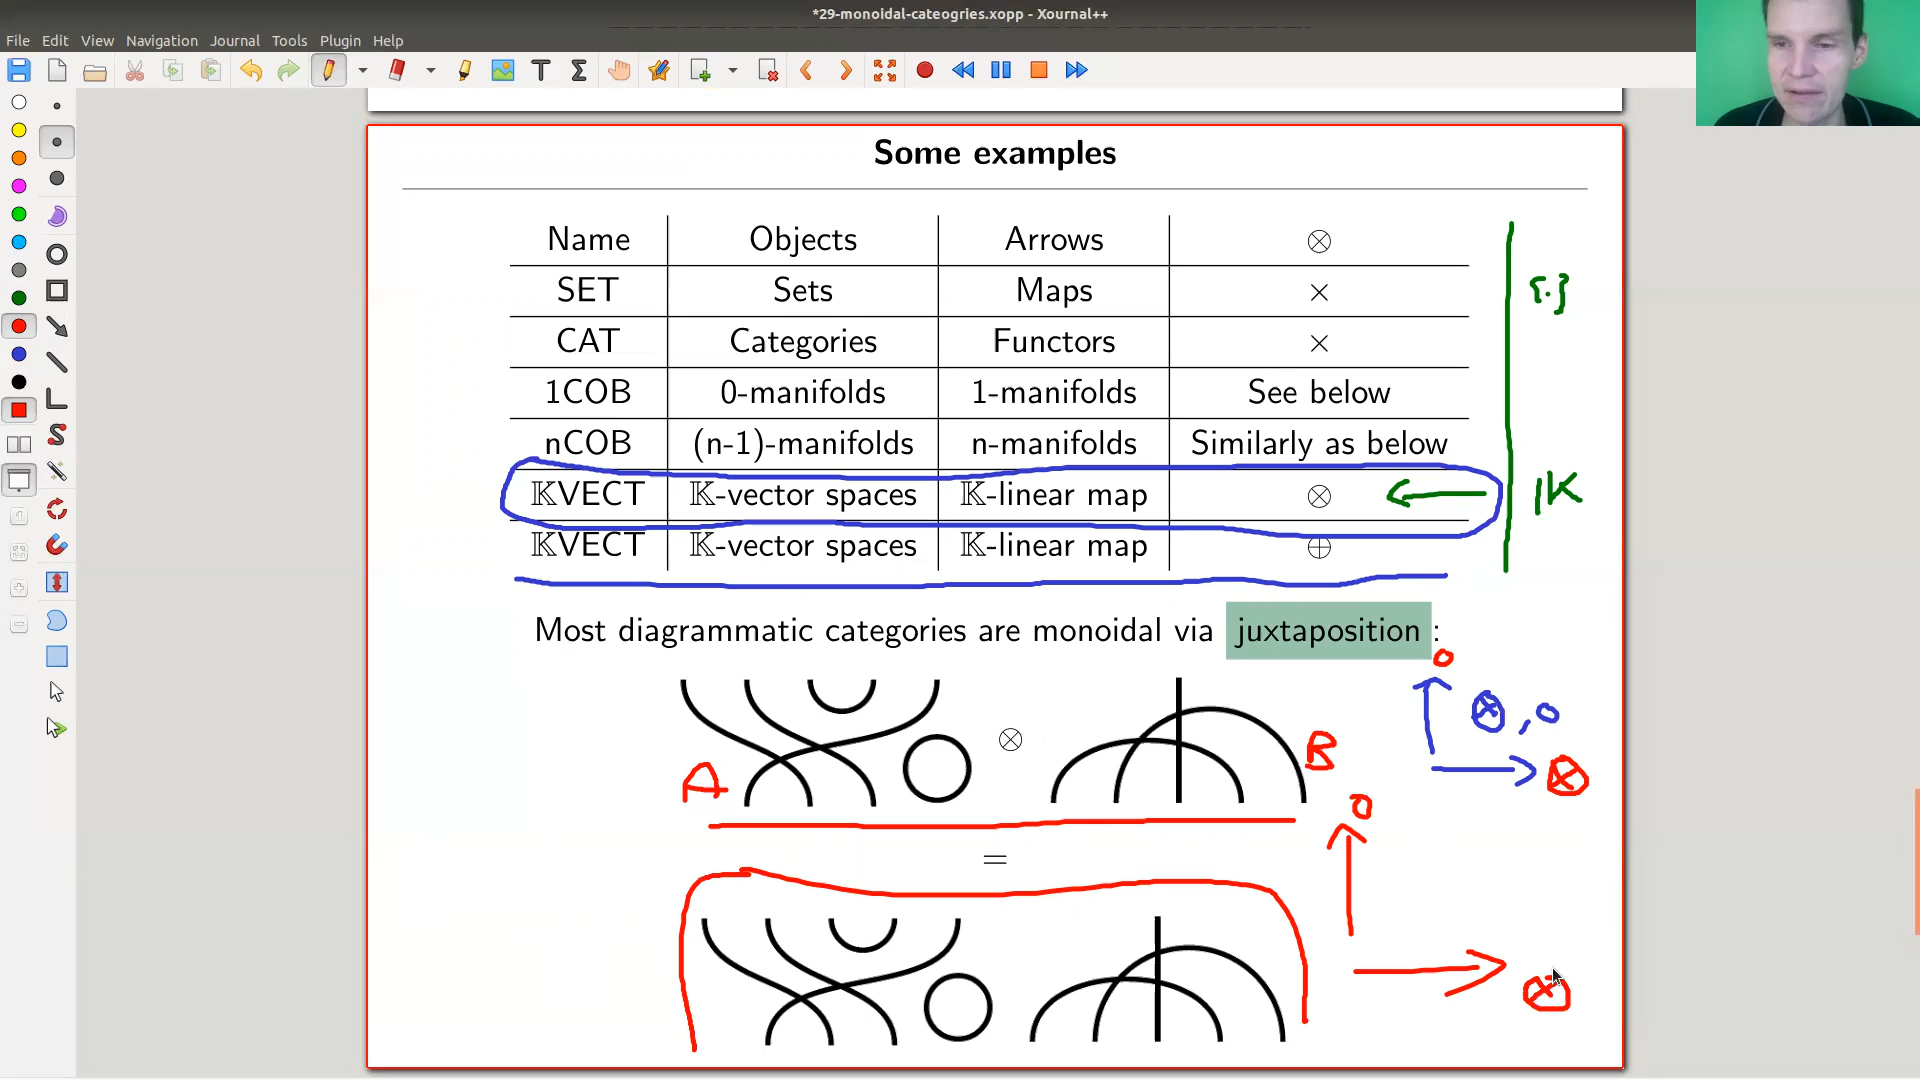 *29-monoidal-cateogries.xopp - Xournal++
File Edit View Navigation Journal Tools Plugin Help
Some examples
Name Objects Arrows ⊗
SET Sets Maps × {·}
CAT Categories Functors ×
1COB 0-manifolds 1-manifolds See below
nCOB (n-1)-manifolds n-manifolds Similarly as below
𝕂VECT 𝕂-vector spaces 𝕂-linear map ⊗ ← 𝕂
𝕂VECT 𝕂-vector spaces 𝕂-linear map ⊕
Most diagrammatic categories are monoidal via juxtaposition :
∘
⊗, ∘
A ⊗ B ⊗
∘
=
⊗